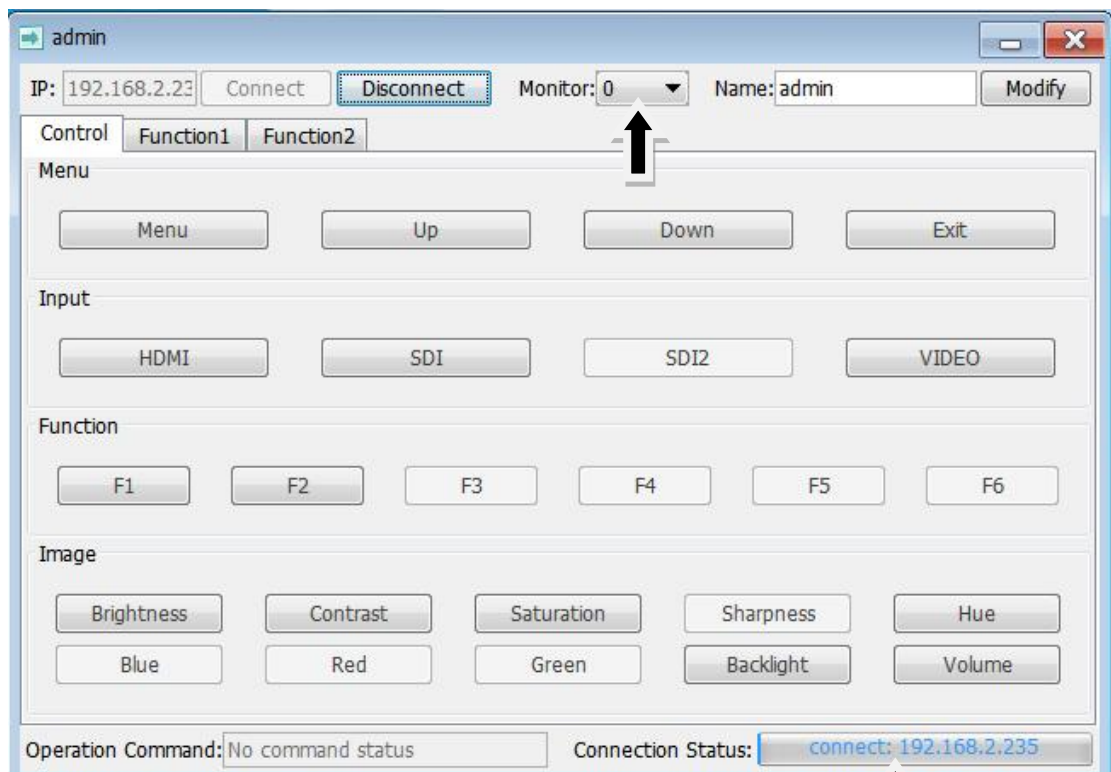 admin
IP: 192.168.2.23 Connect Disconnect Monitor: 0 Name: admin Modify
Control Function1 Function2
Menu
Menu Up Down Exit
Input
HDMI SDI SDI2 VIDEO
Function
F1 F2 F3 F4 F5 F6
Image
Brightness Contrast Saturation Sharpness Hue
Blue Red Green Backlight Volume
Operation Command: No command status Connection Status: connect: 192.168.2.235